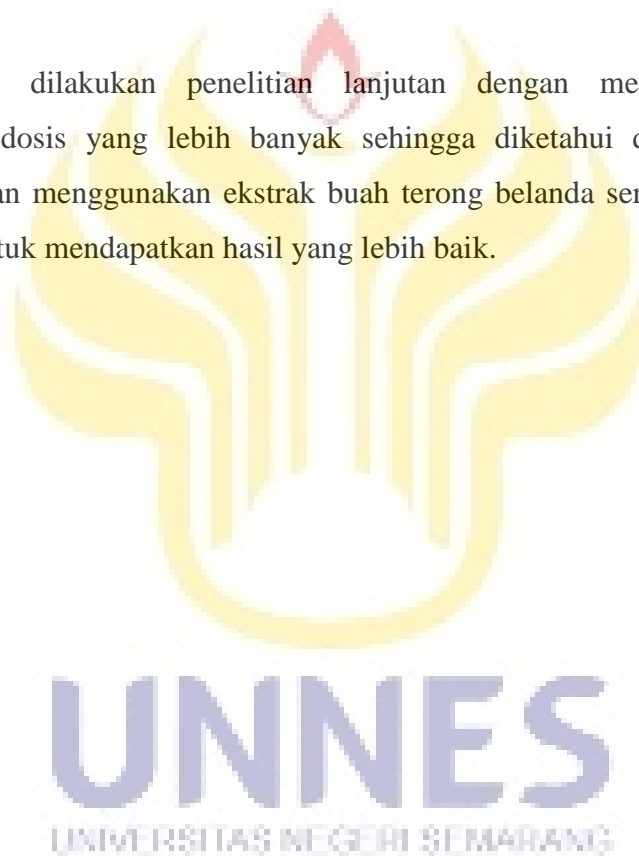 dilakukan penelitian lanjutan dengan me
dosis yang lebih banyak sehingga diketahui
an menggunakan ekstrak buah terong belanda
tuk mendapatkan hasil yang lebih baik.
UNNES
UNIVERSITAS NEGERI SEMARANG